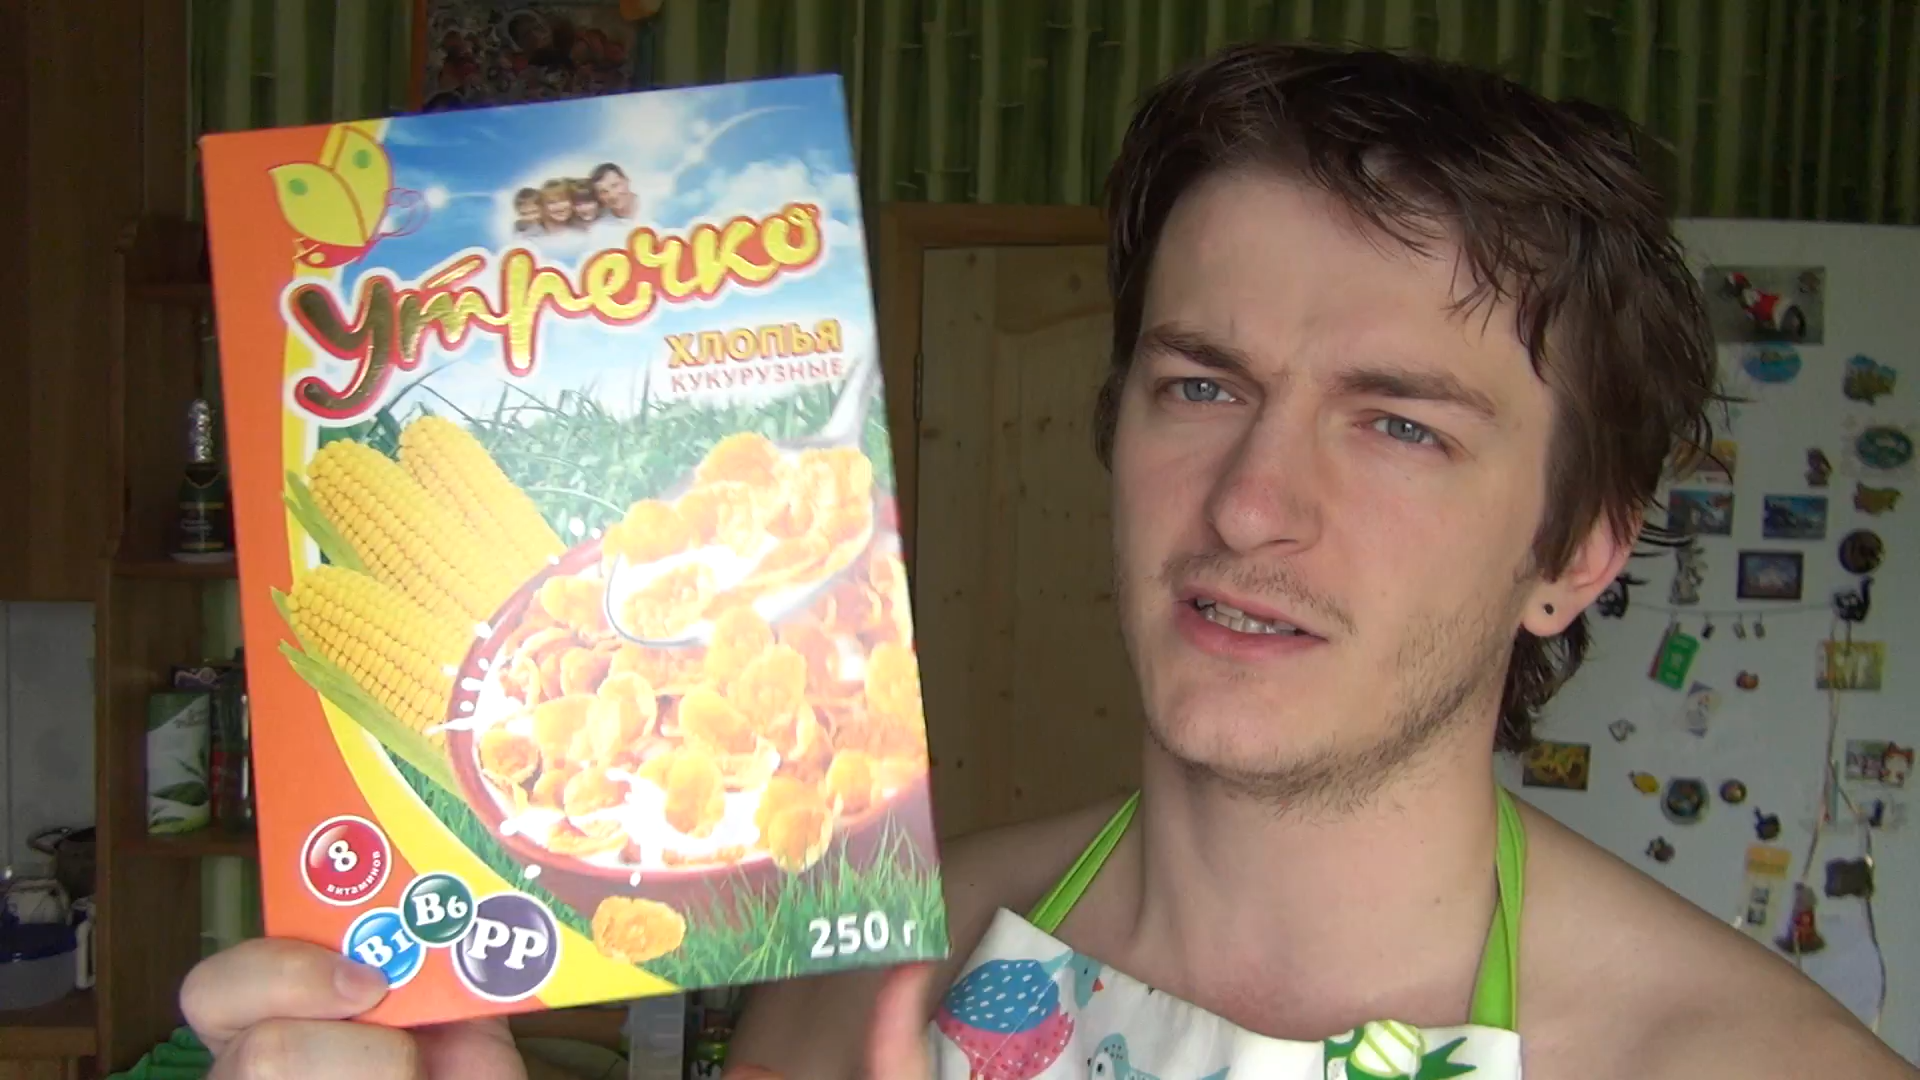 Утречко
ХЛОПЬЯ
КУКУРУЗНЫЕ
8
витаминов
B6
B1
PP
250 г